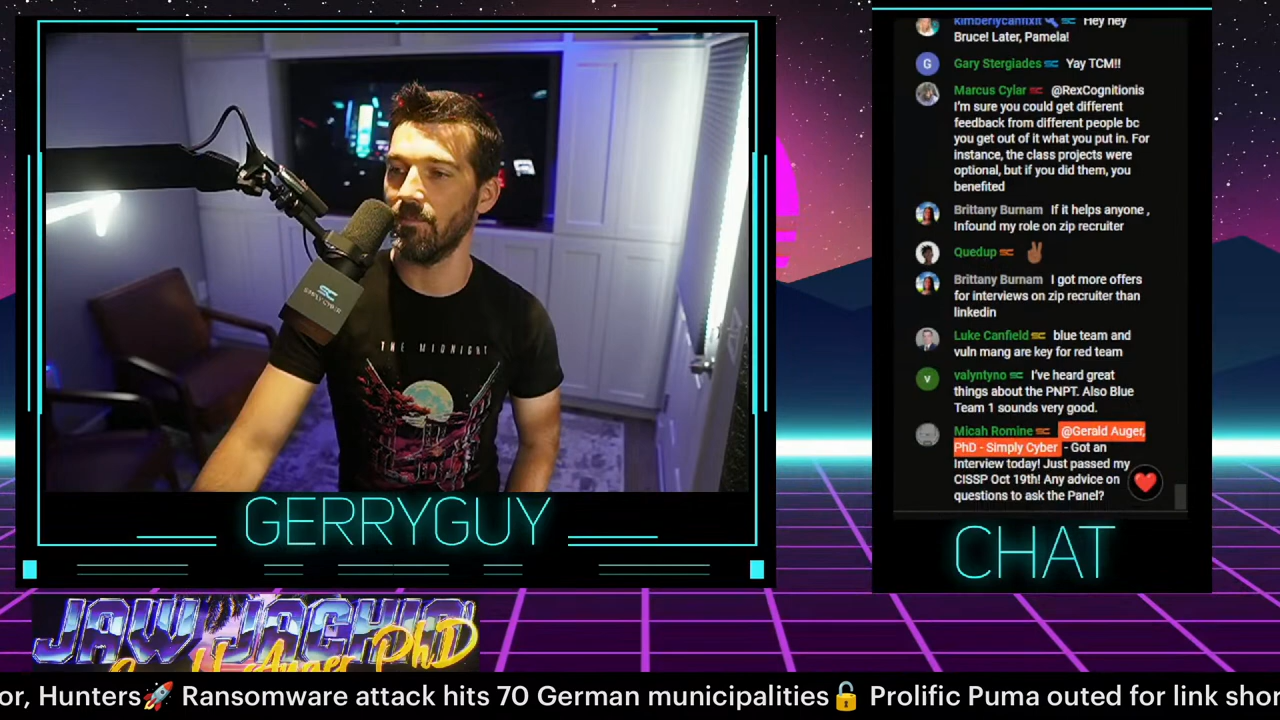 THE MIDNIGHT
SIMPLY CYBER
GERRYGUY
JAW JACKIN'
PhD
kimberlycanfixit Hey hey
Bruce! Later, Pamela!
G Gary Stergiades Yay TCM!!
Marcus Cylar @RexCognitionis
I'm sure you could get different
feedback from different people bc
you get out of it what you put in. For
instance, the class projects were
optional, but if you did them, you
benefited
Brittany Burnam If it helps anyone ,
Infound my role on zip recruiter
Quedup ✌🏾
Brittany Burnam I got more offers
for interviews on zip recruiter than
linkedin
Luke Canfield blue team and
vuln mang are key for red team
v valyntyno I've heard great
things about the PNPT. Also Blue
Team 1 sounds very good.
Micah Romine @Gerald Auger,
PhD - Simply Cyber - Got an
Interview today! Just passed my
CISSP Oct 19th! Any advice on
questions to ask the Panel?
CHAT
or, Hunters🚀 Ransomware attack hits 70 German municipalities🔓 Prolific Puma outed for link shor